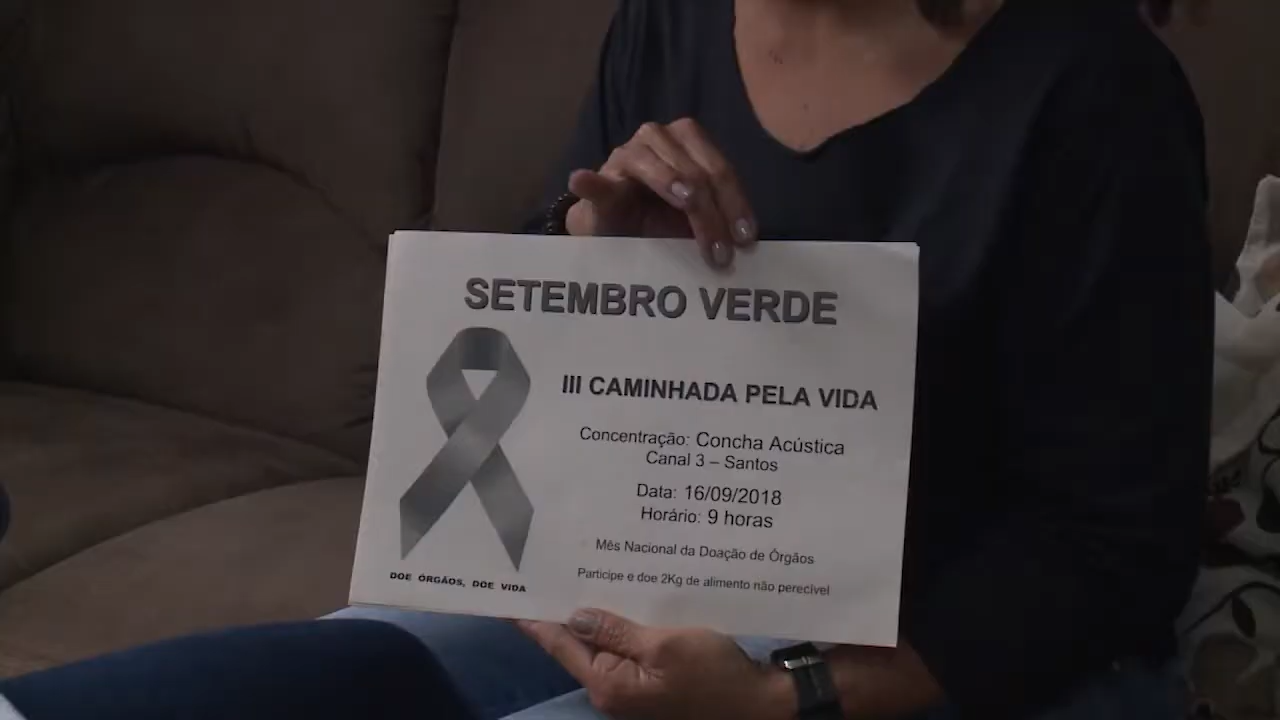 SETEMBRO VERDE
III CAMINHADA PELA VIDA
Concentração: Concha Acústica
Canal 3 – Santos
Data: 16/09/2018
Horário: 9 horas
Mês Nacional da Doação de Órgãos
Participe e doe 2Kg de alimento não perecível
DOE ÓRGÃOS, DOE VIDA